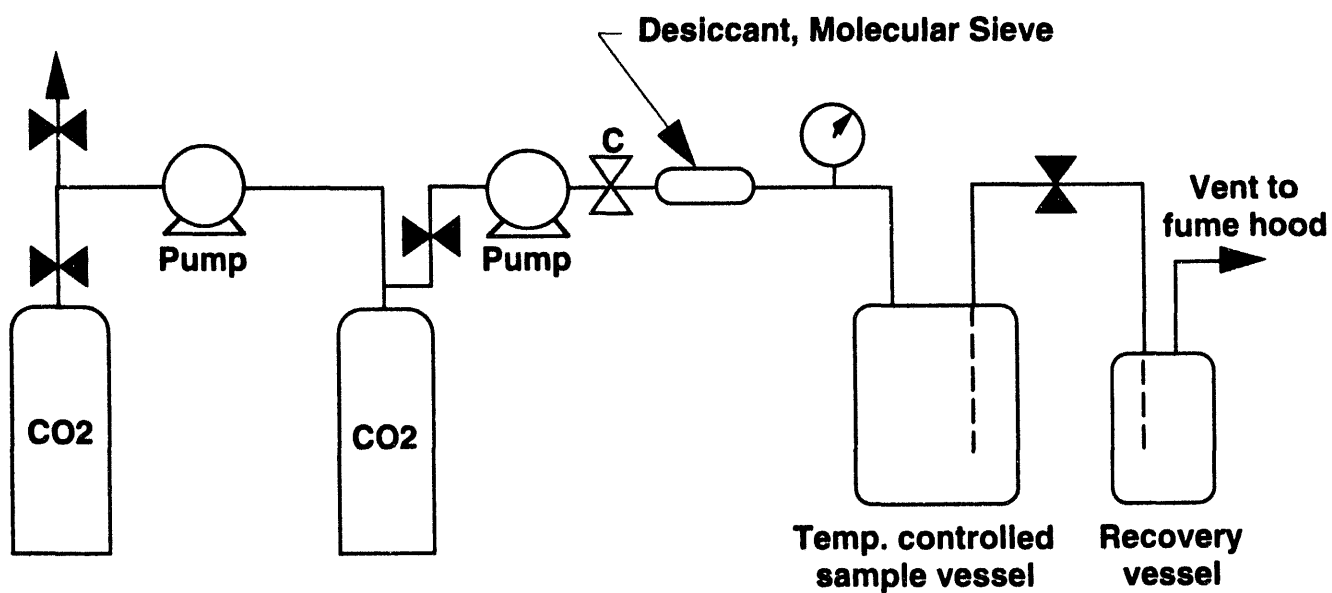 Desiccant, Molecular Sieve
C
Pump
Pump
Vent to
fume hood
CO2
CO2
Temp. controlled
sample vessel
Recovery
vessel